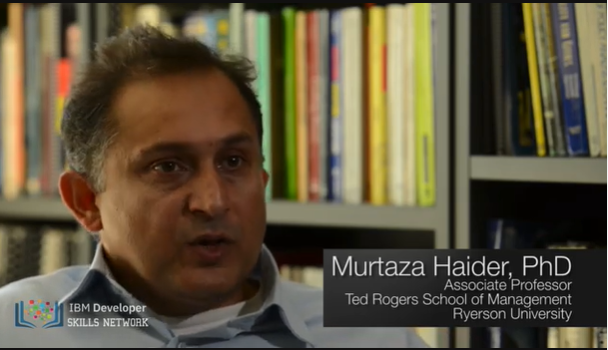 Murtaza Haider, PhD
Associate Professor
Ted Rogers School of Management
Ryerson University
IBM Developer
SKILLS NETWORK